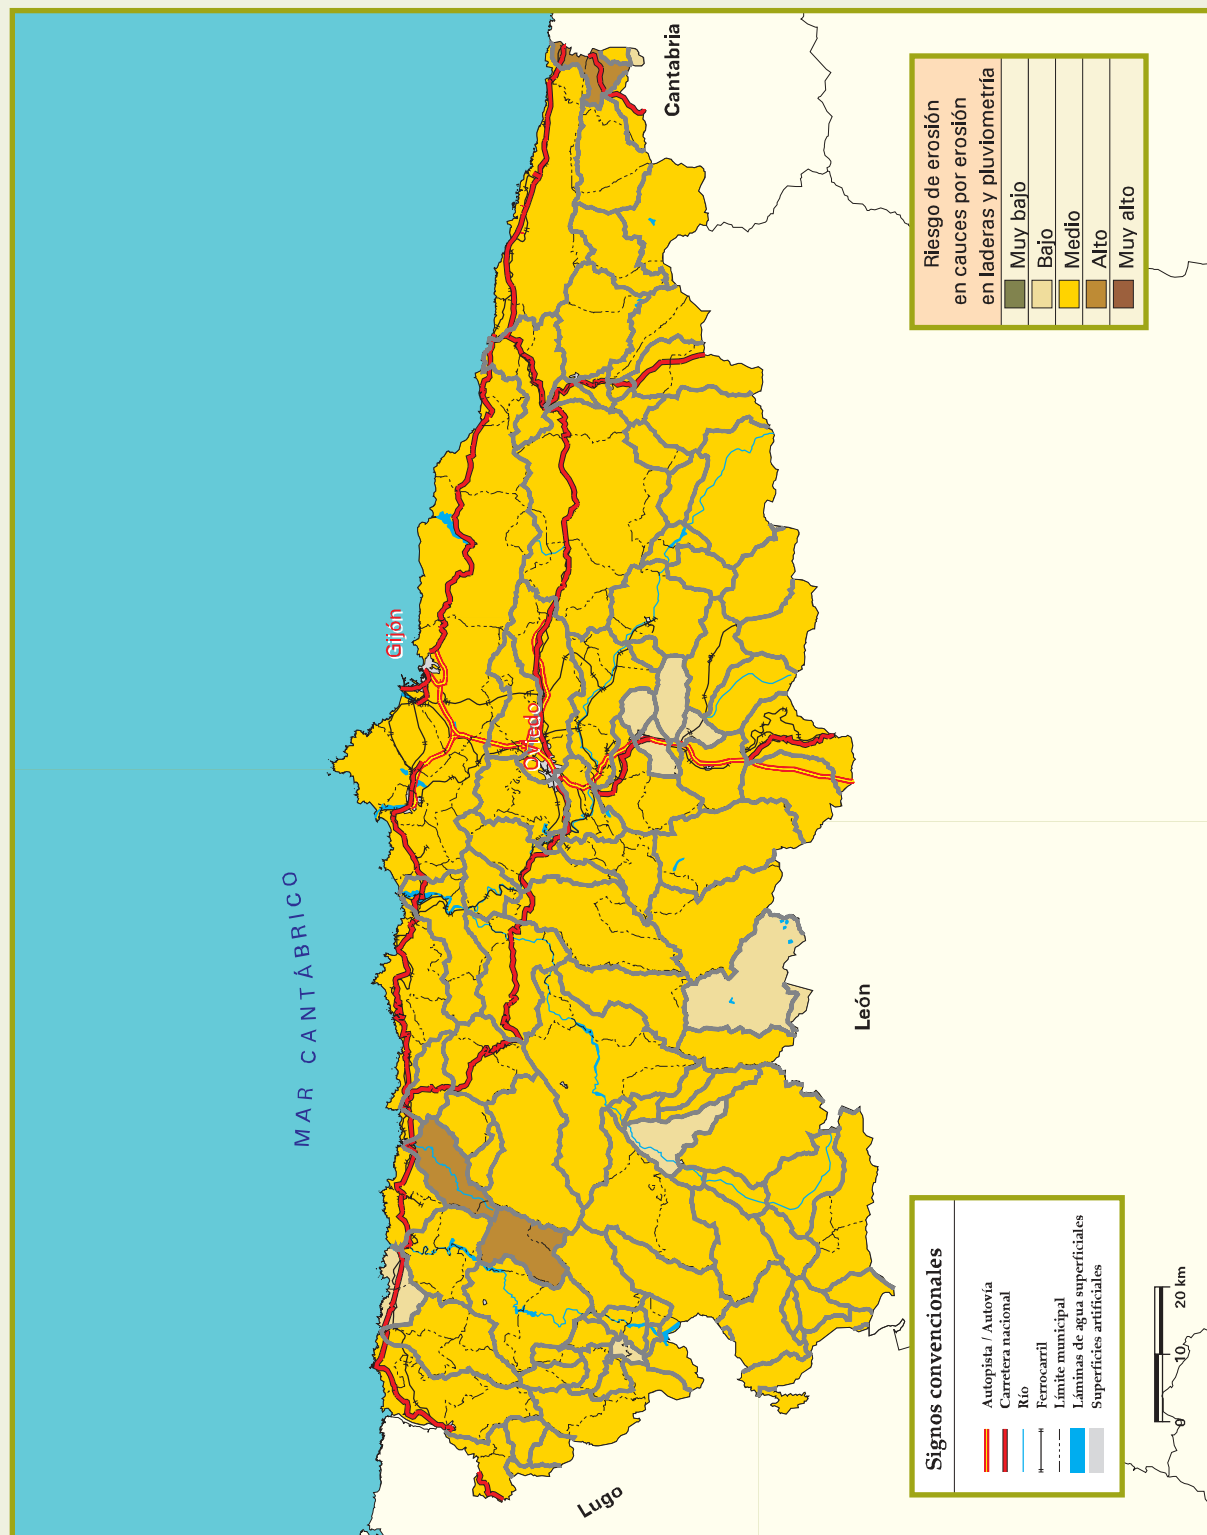 MAR CANTÁBRICO
Gijón
Oviedo
Cantabria
León
Lugo
Riesgo de erosión
en cauces por erosión
en laderas y pluviometría
Muy bajo
Bajo
Medio
Alto
Muy alto
Signos convencionales
Autopista / Autovía
Carretera nacional
Río
Ferrocarril
Límite municipal
Láminas de agua superficiales
Superficies artificiales
0 10 20 km